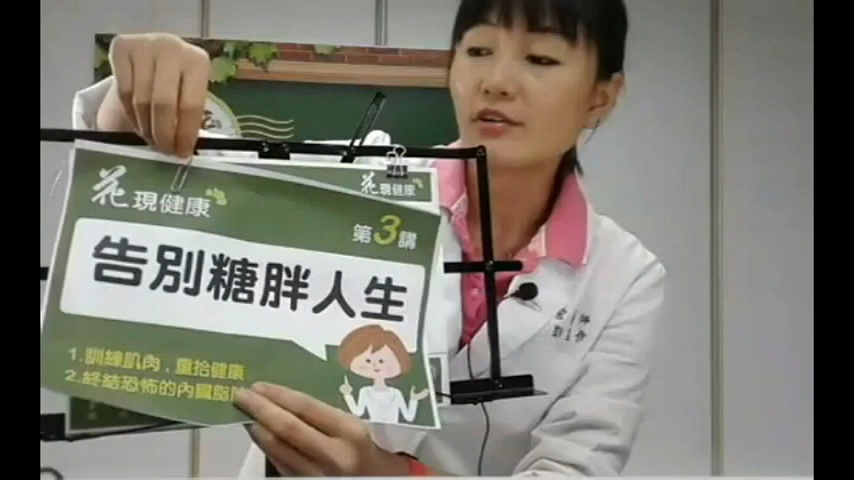 花現健康
第3講
告別糖胖人生
1.訓練肌肉，重拾健康
2.終結恐怖的內臟脂
花現健康